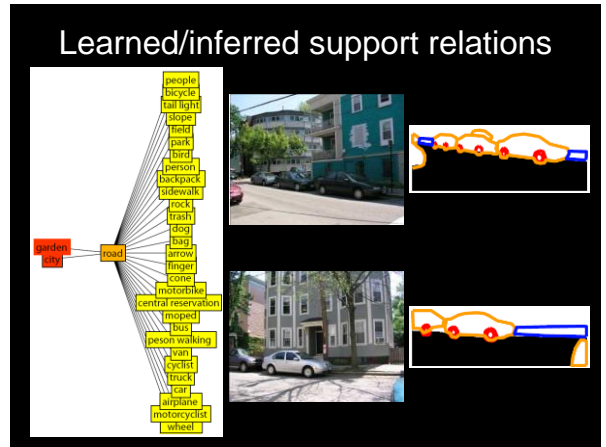 Learned/inferred support relations
people
bicycle
tail light
slope
field
park
bird
person
backpack
sidewalk
rock
trash
dog
bag
arrow
finger
cone
motorbike
central reservation
moped
bus
peson walking
van
cyclist
truck
car
airplane
motorcyclist
wheel
garden
city
road